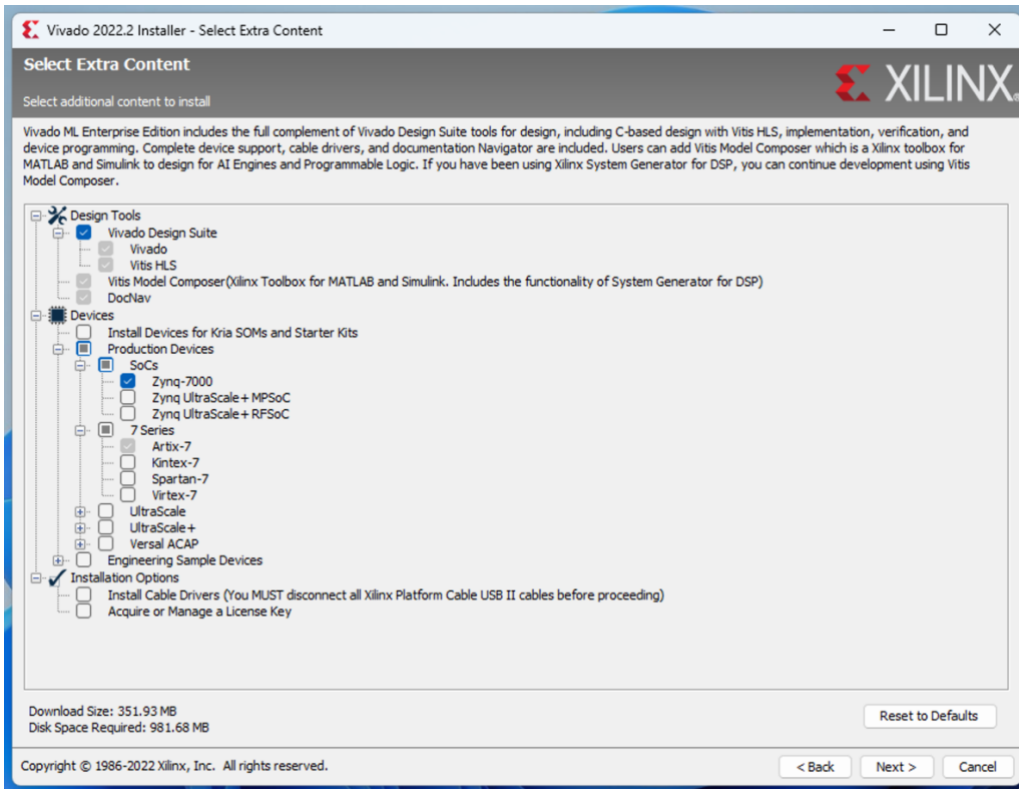 Vivado 2022.2 Installer - Select Extra Content
Select Extra Content
XILINX
Select additional content to install
Vivado ML Enterprise Edition includes the full complement of Vivado Design Suite tools for design, including C-based design with Vitis HLS, implementation, verification, and
device programming. Complete device support, cable drivers, and documentation Navigator are included. Users can add Vitis Model Composer which is a Xilinx toolbox for
MATLAB and Simulink to design for AI Engines and Programmable Logic. If you have been using Xilinx System Generator for DSP, you can continue development using Vitis
Model Composer.
Design Tools
Vivado Design Suite
Vivado
Vitis HLS
Vitis Model Composer(Xilinx Toolbox for MATLAB and Simulink. Includes the functionality of System Generator for DSP)
DocNav
Devices
Install Devices for Kria SOMs and Starter Kits
Production Devices
SoCs
Zynq-7000
Zynq UltraScale+ MPSoC
Zynq UltraScale+ RFSoC
7 Series
Artix-7
Kintex-7
Spartan-7
Virtex-7
UltraScale
UltraScale+
Versal ACAP
Engineering Sample Devices
Installation Options
Install Cable Drivers (You MUST disconnect all Xilinx Platform Cable USB II cables before proceeding)
Acquire or Manage a License Key
Download Size: 351.93 MB
Disk Space Required: 981.68 MB
Reset to Defaults
Copyright © 1986-2022 Xilinx, Inc. All rights reserved.
< Back Next > Cancel